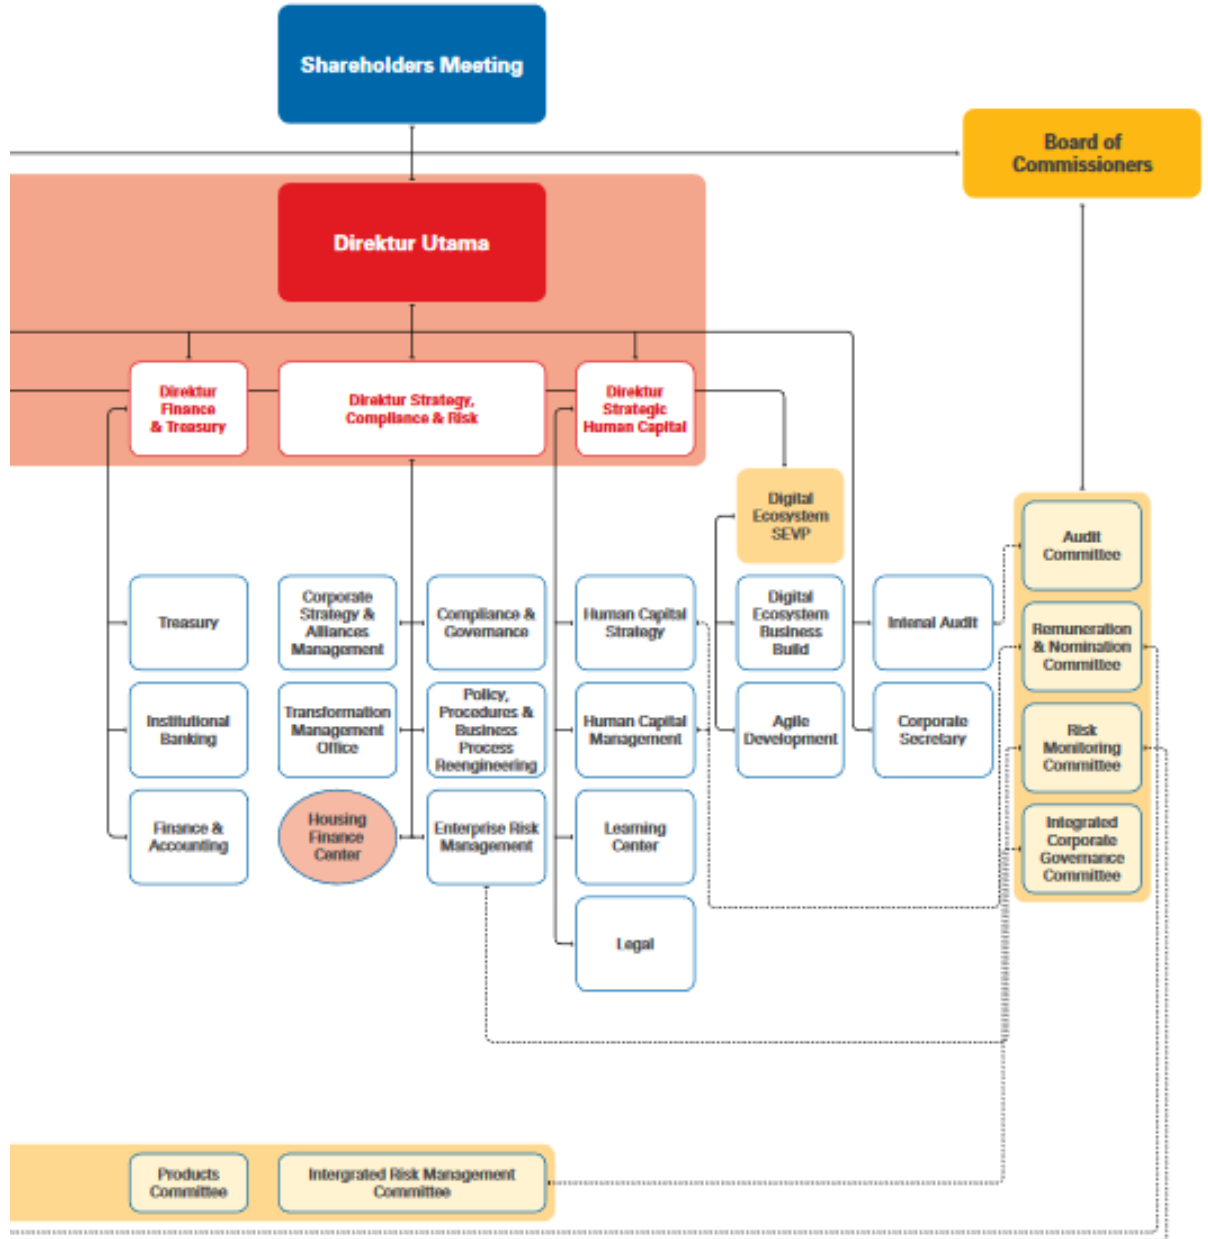 Shareholders Meeting
Board of
Commissioners
Direktur Utama
Direktur
Finance
& Treasury
Direktur Strategy,
Compliance & Risk
Direktur
Strategic
Human Capital
Digital
Ecosystem
SEVP
Audit
Committee
Treasury
Corporate
Strategy &
Alliances
Management
Compliance &
Governance
Human Capital
Strategy
Digital
Ecosystem
Business
Build
Intenal Audit
Remuneration
& Nomination
Committee
Institutional
Banking
Transformation
Management
Office
Policy,
Procedures &
Business
Process
Reengineering
Human Capital
Management
Agile
Development
Corporate
Secretary
Risk
Monitoring
Committee
Finance &
Accounting
Housing
Finance
Center
Enterprise Risk
Management
Learning
Center
Integrated
Corporate
Governance
Committee
Legal
Products
Committee
Intergrated Risk Management
Committee